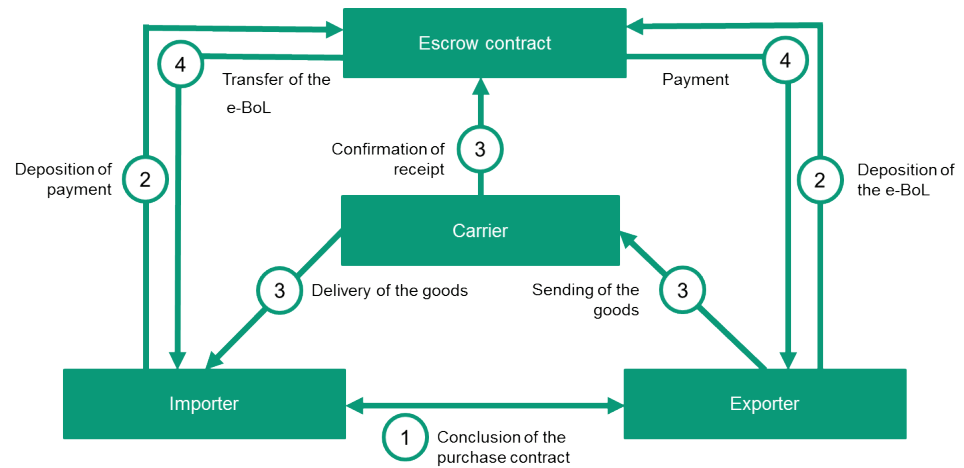 Escrow contract
4
Transfer of the
e-BoL
Payment
4
Confirmation of
receipt
3
Deposition of
payment
2
2
Deposition of
the e-BoL
Carrier
3
Delivery of the goods
Sending of the
goods
3
Importer
Exporter
1
Conclusion of the
purchase contract